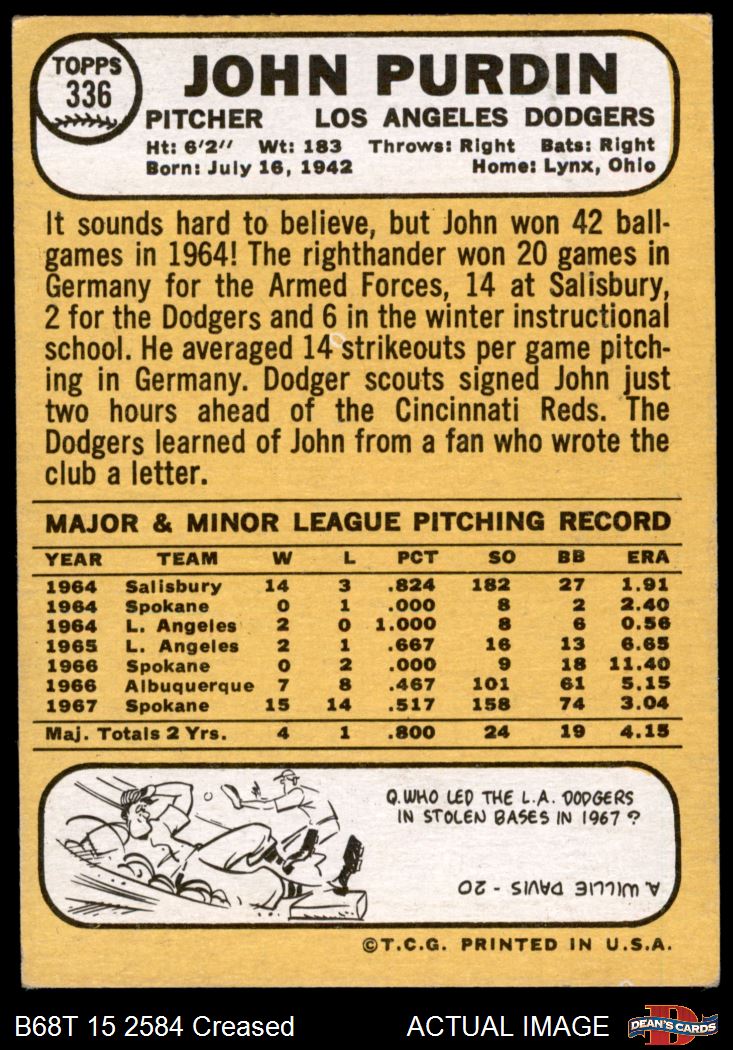 TOPPS
336
JOHN PURDIN
PITCHER LOS ANGELES DODGERS
Ht: 6'2" Wt: 183 Throws: Right Bats: Right
Born: July 16, 1942 Home: Lynx, Ohio
It sounds hard to believe, but John won 42 ball-
games in 1964! The righthander won 20 games in
Germany for the Armed Forces, 14 at Salisbury,
2 for the Dodgers and 6 in the winter instructional
school. He averaged 14 strikeouts per game pitch-
ing in Germany. Dodger scouts signed John just
two hours ahead of the Cincinnati Reds. The
Dodgers learned of John from a fan who wrote the
club a letter.
MAJOR & MINOR LEAGUE PITCHING RECORD
YEAR TEAM W L PCT SO BB ERA
1964 Salisbury 14 3 .824 182 27 1.91
1964 Spokane 0 1 .000 8 2 2.40
1964 L. Angeles 2 0 1.000 8 6 0.56
1965 L. Angeles 2 1 .667 16 13 6.65
1966 Spokane 0 2 .000 9 18 11.40
1966 Albuquerque 7 8 .467 101 61 5.15
1967 Spokane 15 14 .517 158 74 3.04
Maj. Totals 2 Yrs. 4 1 .800 24 19 4.15
Q. WHO LED THE L.A. DODGERS
IN STOLEN BASES IN 1967 ?
A. WILLIE DAVIS - 20
©T.C.G. PRINTED IN U.S.A.
B68T 15 2584 Creased ACTUAL IMAGE
D
DEAN'S CARDS